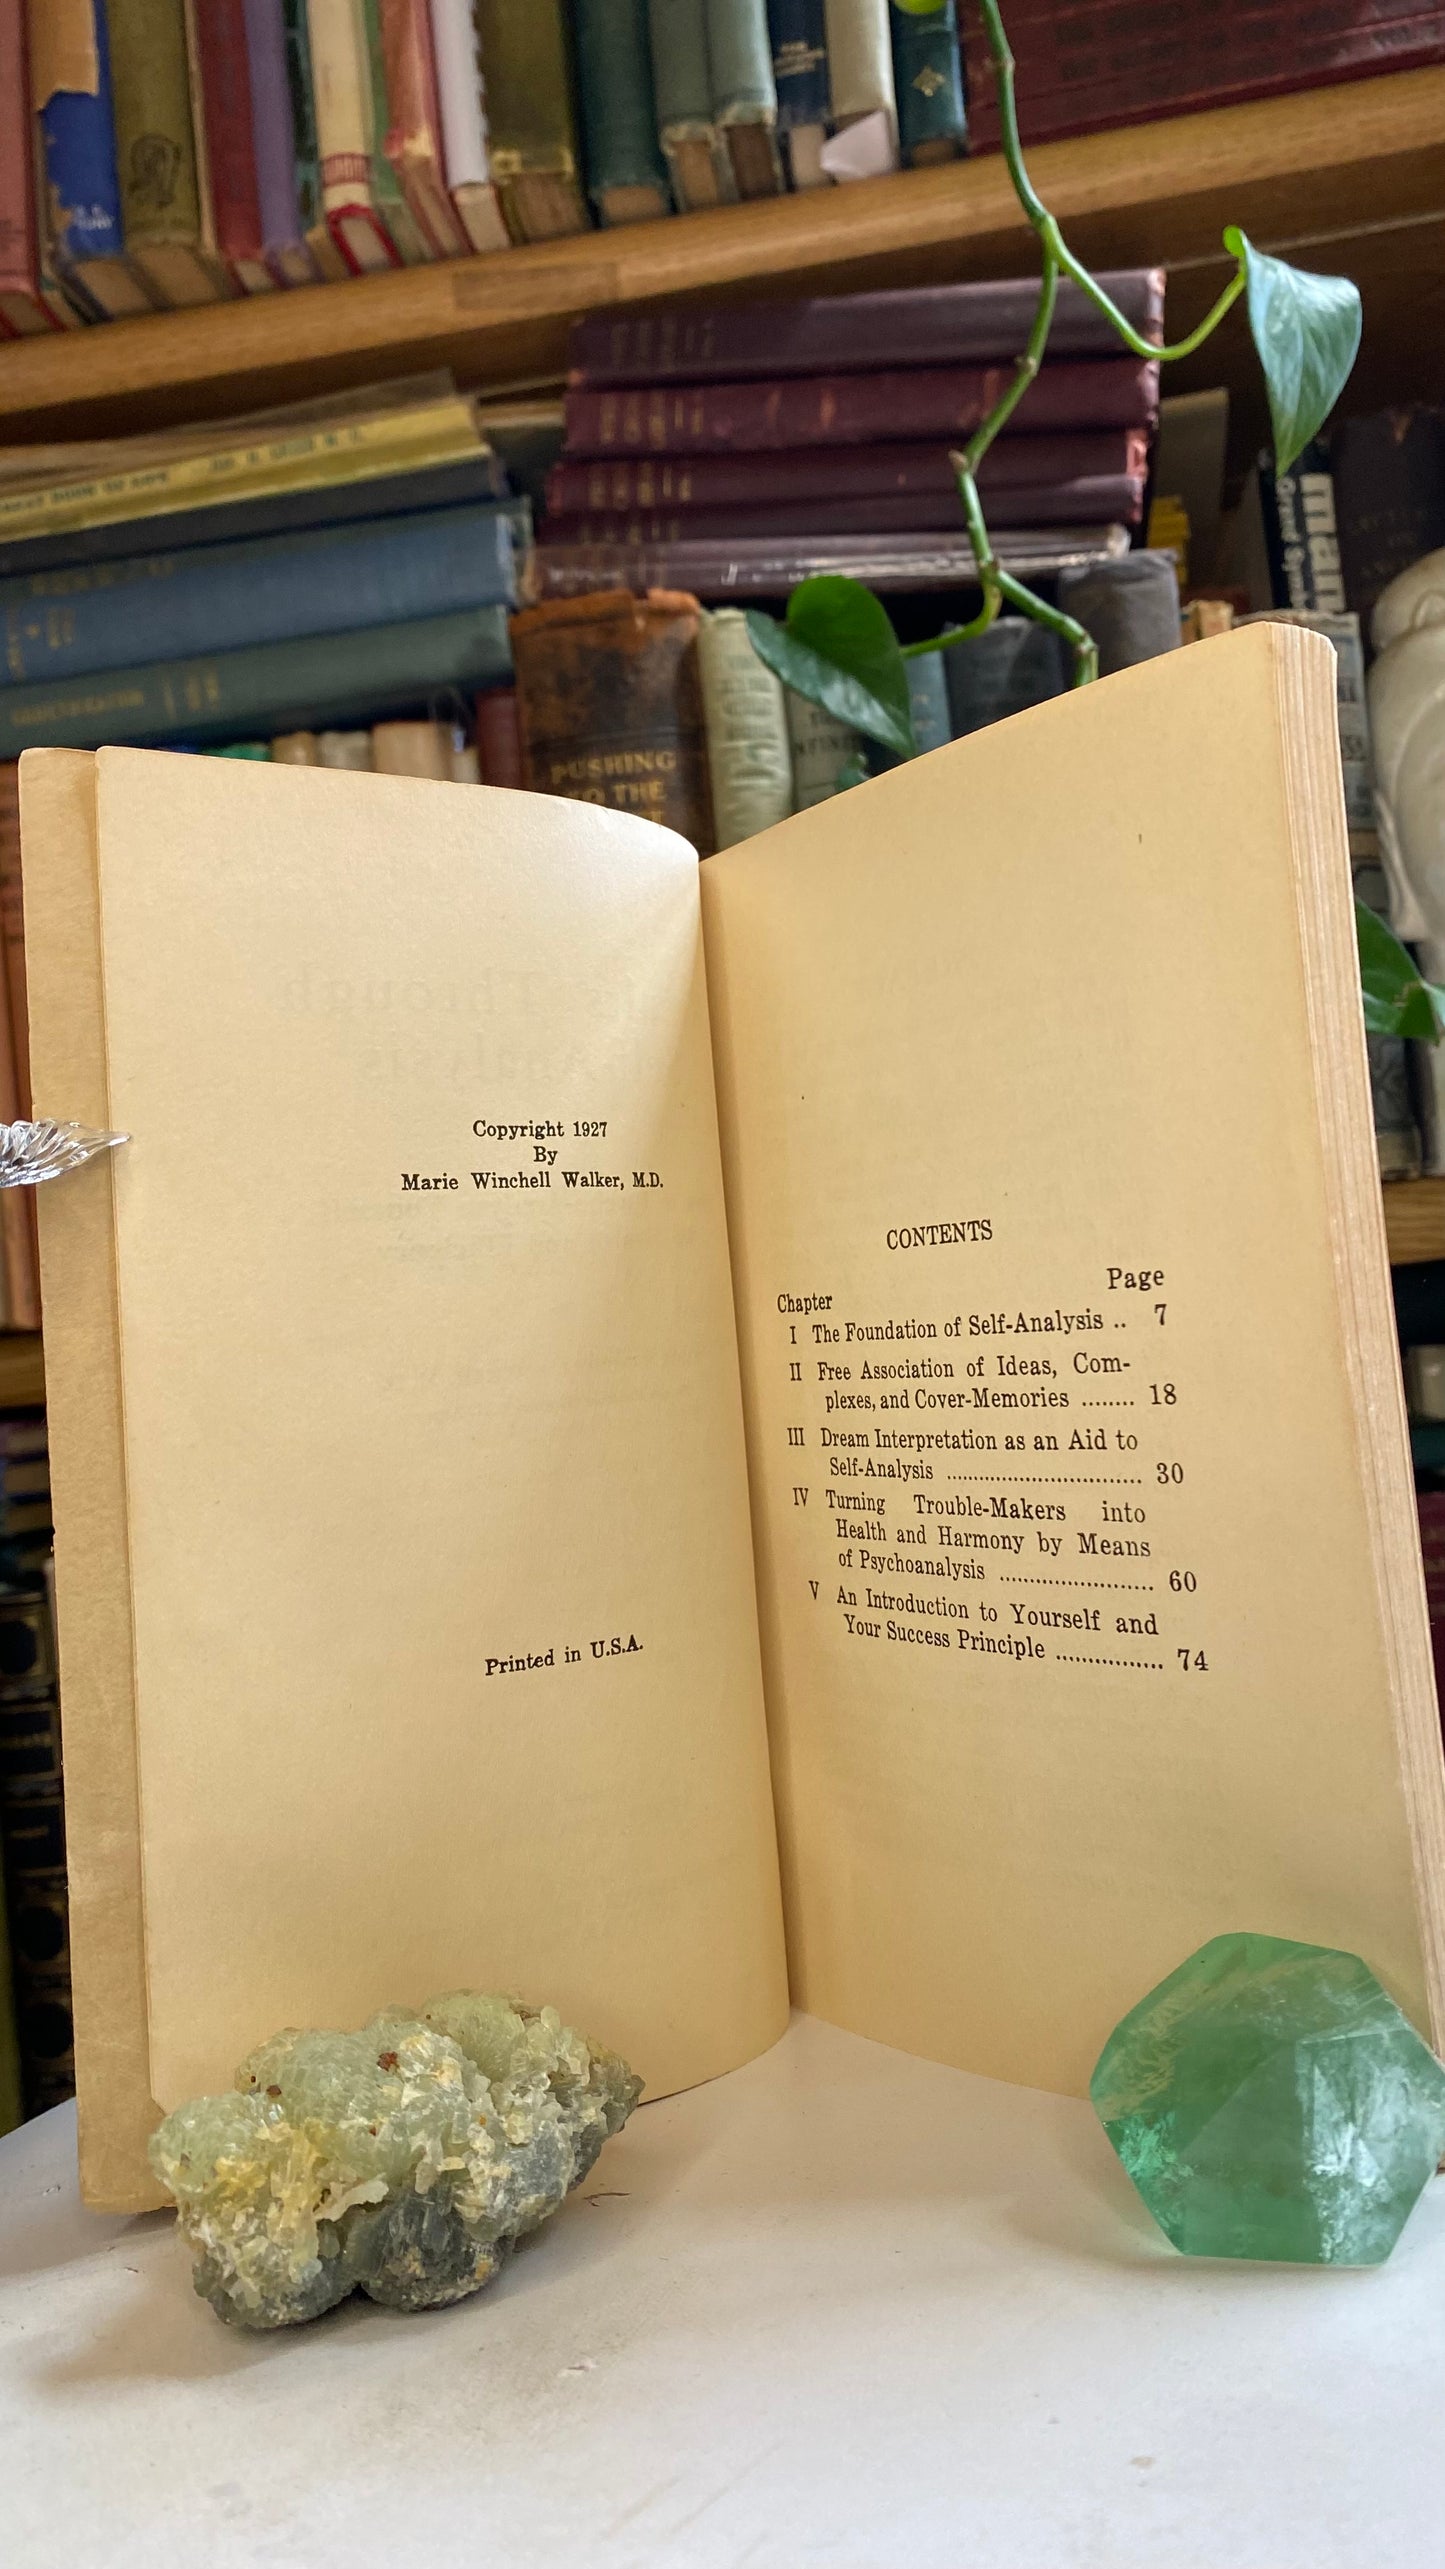 PUSHING
TO THE
Copyright 1927
By
Marie Winchell Walker, M.D.
Printed in U.S.A.
CONTENTS
Page
Chapter
I The Foundation of Self-Analysis .. 7
II Free Association of Ideas, Com-
plexes, and Cover-Memories ........ 18
III Dream Interpretation as an Aid to
Self-Analysis ................................ 30
IV Turning Trouble-Makers into
Health and Harmony by Means
of Psychoanalysis .......................... 60
V An Introduction to Yourself and
Your Success Principle ................ 74